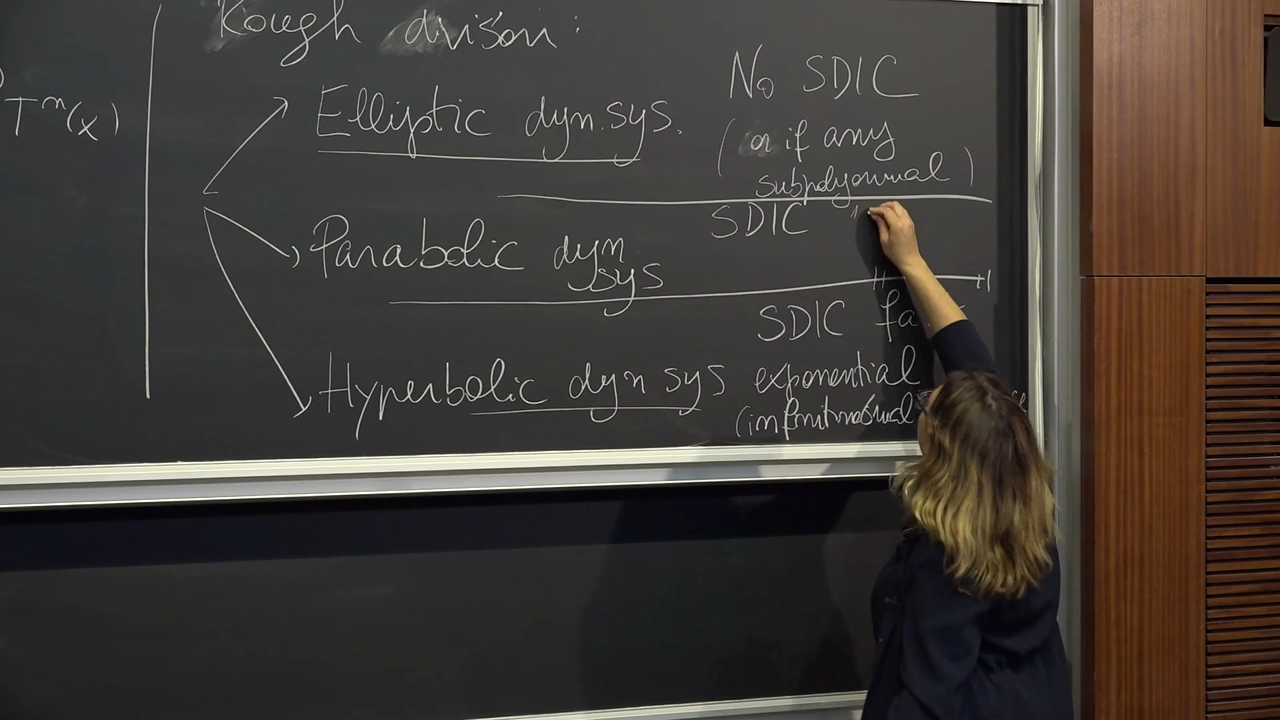 Rough division:
Tⁿ(x)
Elliptic dyn. sys.
No SDIC
(or if any
subpolynomial)
Parabolic dyn
sys
SDIC "
SDIC
Hyperbolic dyn sys
exponential
(infinitesimal